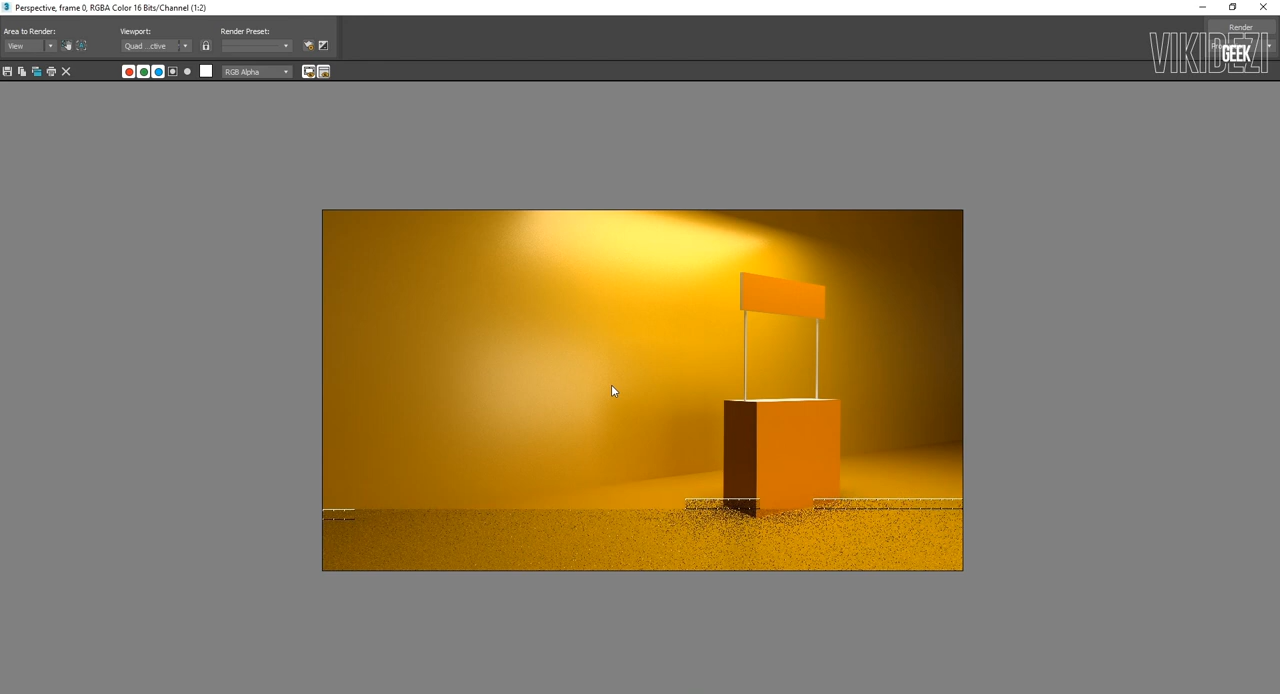 Perspective, frame 0, RGBA Color 16 Bits/Channel (1:2)
Area to Render:
Viewport:
Render Preset:
Render
View
Quad ...ctive
VIKIDEZI
GEEK
RGB Alpha